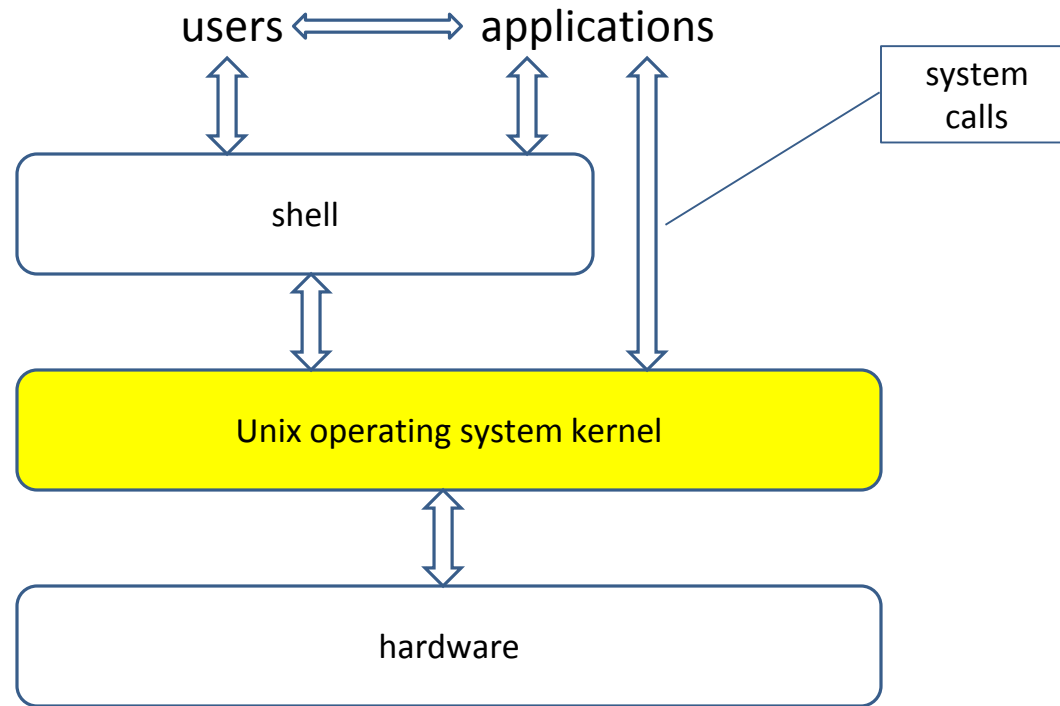 users applications
system
calls
shell
Unix operating system kernel
hardware